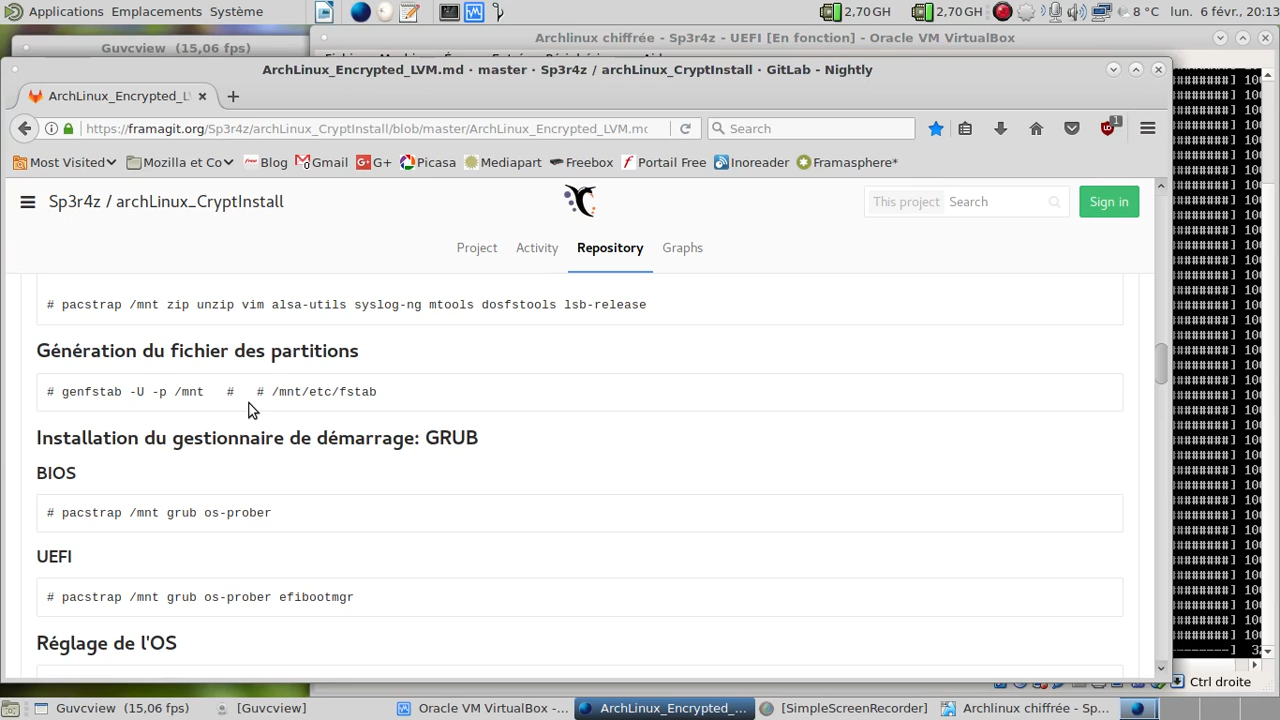 Applications Emplacements Système
2,70 GH
2,70 GH
8 °C
lun. 6 févr., 20:13
Guvcview (15,06 fps)
Archlinux chiffrée - Sp3r4z - UEFI [En fonction] - Oracle VM VirtualBox
ArchLinux_Encrypted_LVM.md · master · Sp3r4z / archLinux_CryptInstall · GitLab - Nightly
ArchLinux_Encrypted_L
https://framagit.org/Sp3r4z/archLinux_CryptInstall/blob/master/ArchLinux_Encrypted_LVM.md
Search
1
Most Visited
Mozilla et Co
Blog
Gmail
G+
Picasa
Mediapart
Freebox
Portail Free
Inoreader
Framasphere*
Sp3r4z / archLinux_CryptInstall
This project
Search
Sign in
Project
Activity
Repository
Graphs
# pacstrap /mnt zip unzip vim alsa-utils syslog-ng mtools dosfstools lsb-release
Génération du fichier des partitions
# genfstab -U -p /mnt # # /mnt/etc/fstab
Installation du gestionnaire de démarrage: GRUB
BIOS
# pacstrap /mnt grub os-prober
UEFI
# pacstrap /mnt grub os-prober efibootmgr
Réglage de l'OS
Ctrl droite
Guvcview (15,06 fps)
[Guvcview]
Oracle VM VirtualBox -...
ArchLinux_Encrypted_...
[SimpleScreenRecorder]
Archlinux chiffrée - Sp...